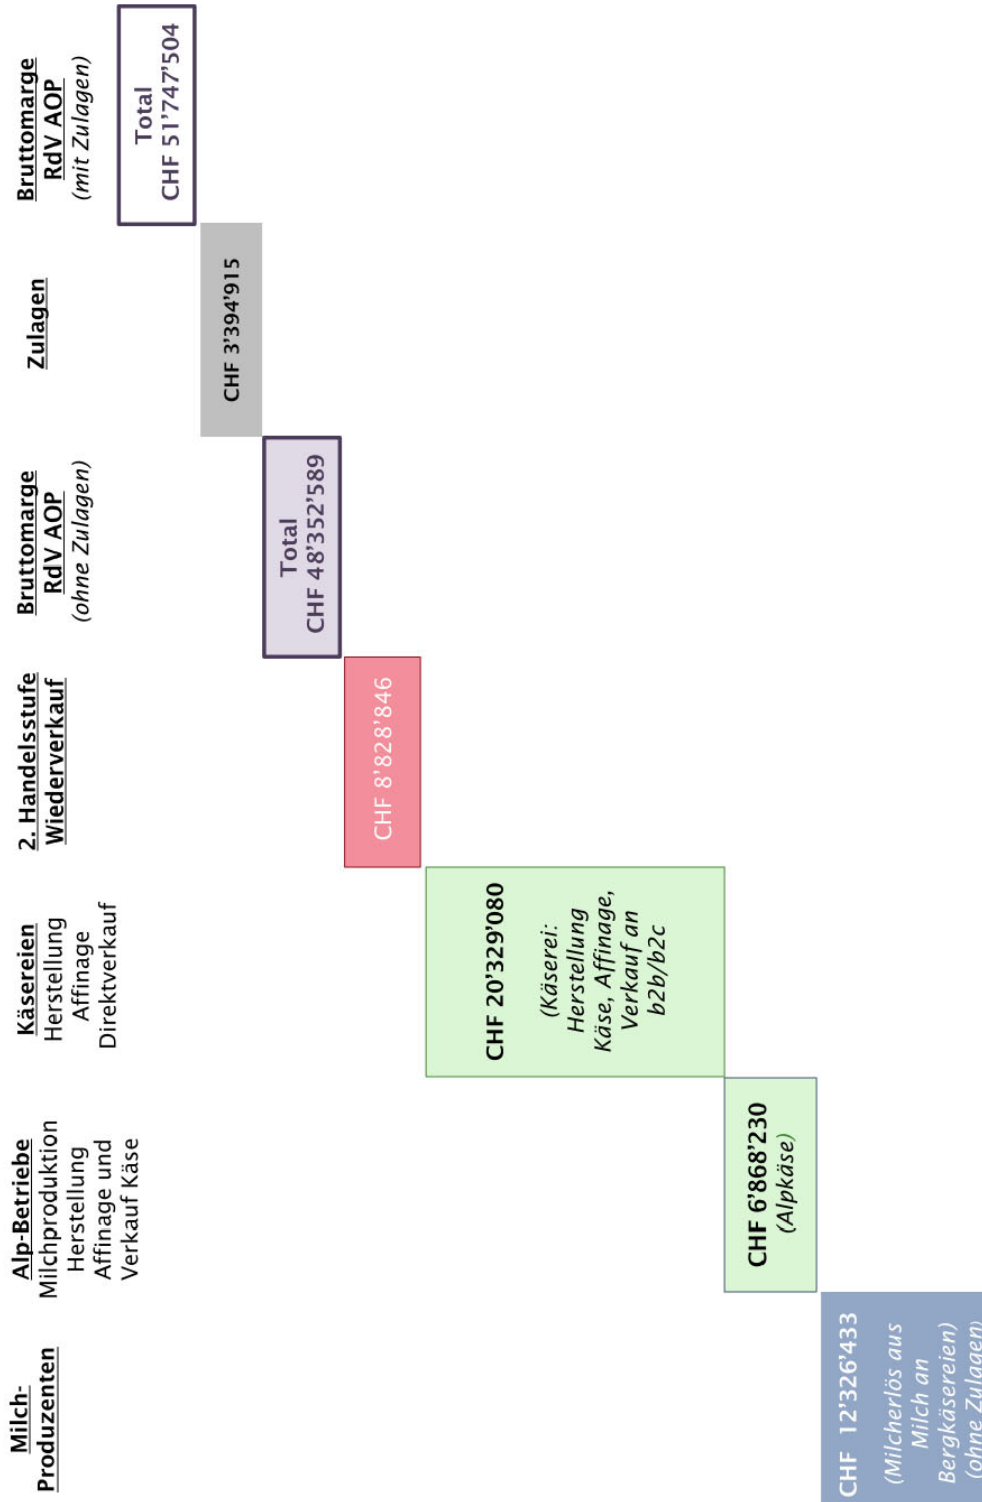 Milch-
Produzenten
Alp-Betriebe
Milchproduktion
Herstellung
Affinage und
Verkauf Käse
Käsereien
Herstellung
Affinage
Direktverkauf
2. Handelsstufe
Wiederverkauf
Bruttomarge
RdV AOP
(ohne Zulagen)
Zulagen
Bruttomarge
RdV AOP
(mit Zulagen)
CHF 12’326’433
(Milcherlös aus
Milch an
Bergkäsereien)
(ohne Zulagen)
CHF 6’868’230
(Alpkäse)
CHF 20’329’080
(Käserei:
Herstellung
Käse, Affinage,
Verkauf an
b2b/b2c
CHF 8’828’846
Total
CHF 48’352’589
CHF 3’394’915
Total
CHF 51’747’504